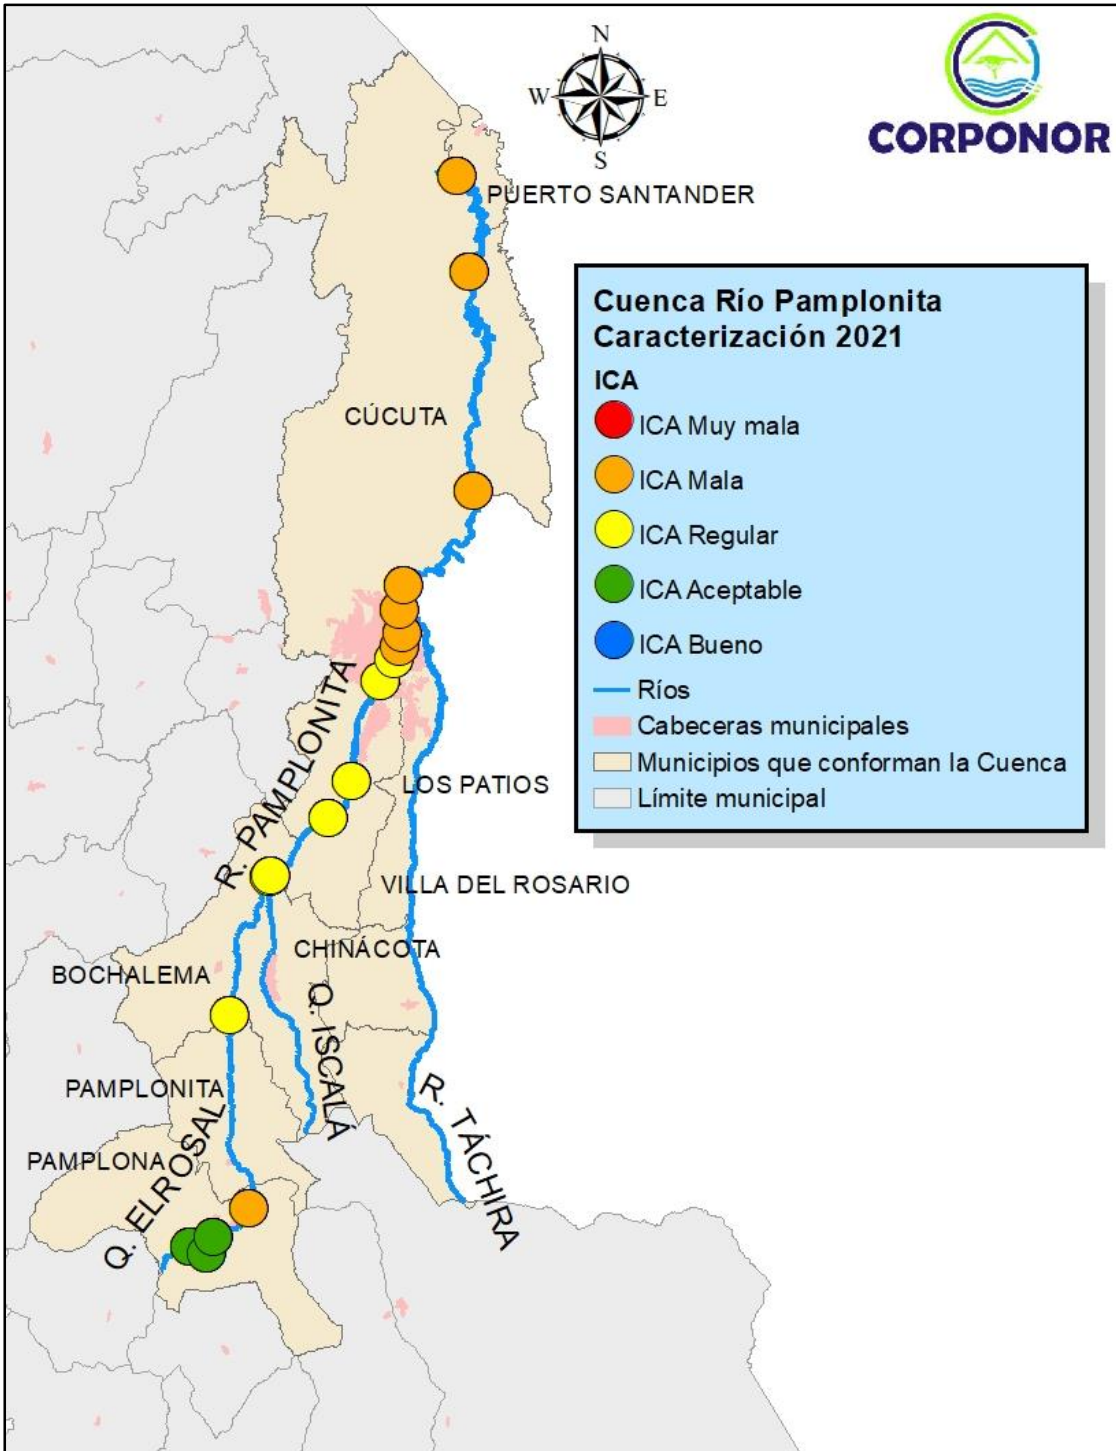 N
W
E
S
CORPONOR
PUERTO SANTANDER
Cuenca Río Pamplonita
Caracterización 2021
ICA
ICA Muy mala
ICA Mala
ICA Regular
ICA Aceptable
ICA Bueno
Ríos
Cabeceras municipales
Municipios que conforman la Cuenca
Límite municipal
CÚCUTA
R. PAMPLONITA
LOS PATIOS
VILLA DEL ROSARIO
CHINÁCOTA
BOCHALEMA
Q. ISCALÁ
PAMPLONITA
R. TÁCHIRA
PAMPLONA
Q. ELROSAL